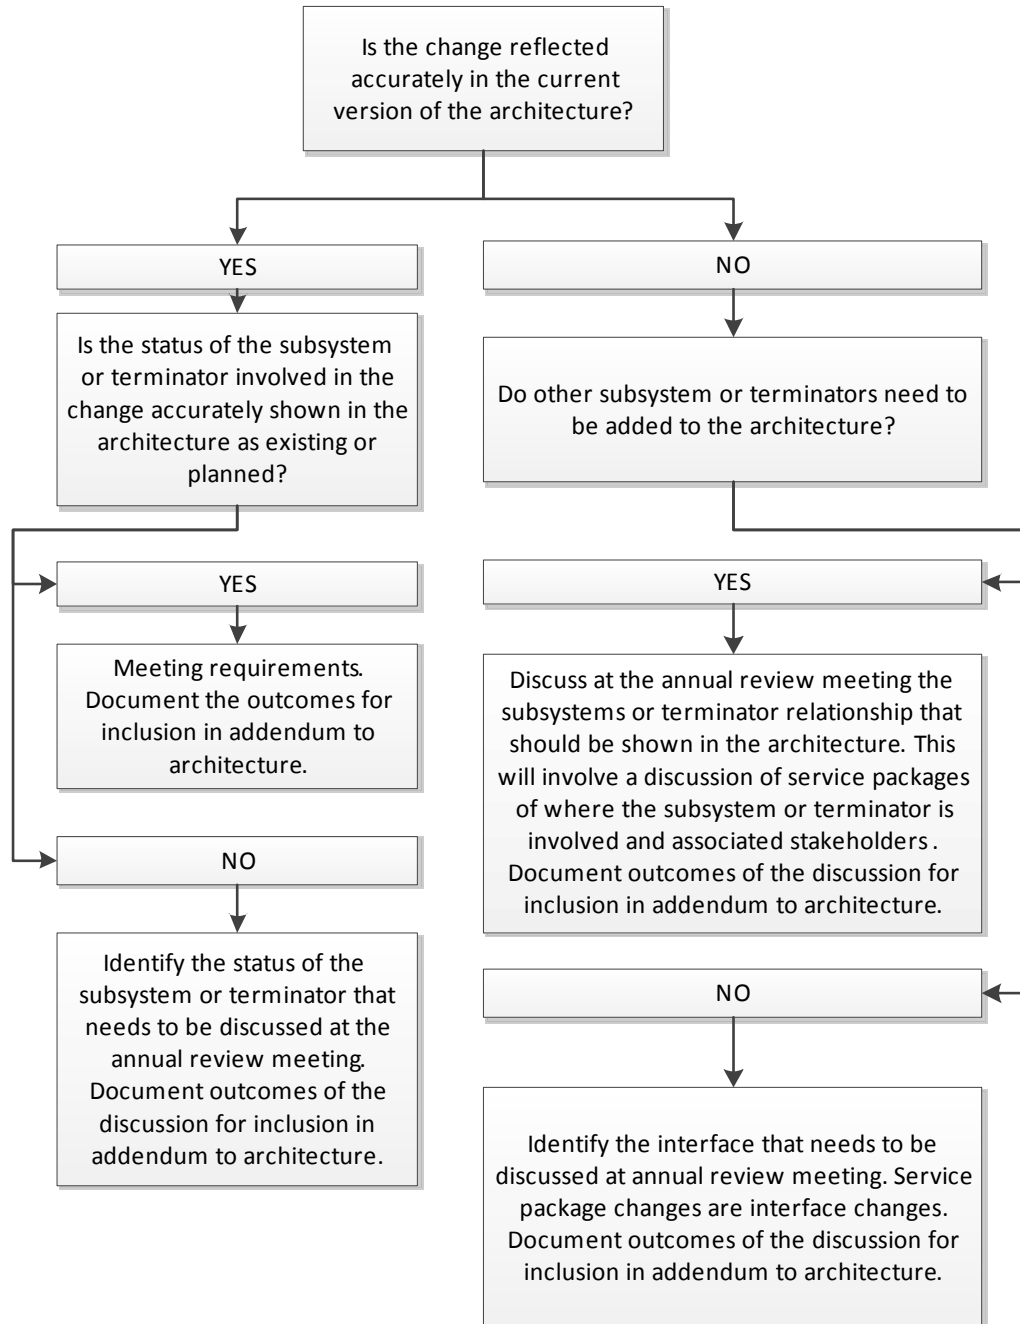 Is the change reflected
accurately in the current
version of the architecture?
YES
Is the status of the subsystem
or terminator involved in the
change accurately shown in the
architecture as existing or
planned?
YES
Meeting requirements.
Document the outcomes for
inclusion in addendum to
architecture.
NO
Identify the status of the
subsystem or terminator that
needs to be discussed at the
annual review meeting.
Document outcomes of the
discussion for inclusion in
addendum to architecture.
NO
Do other subsystem or terminators need to
be added to the architecture?
YES
Discuss at the annual review meeting the
subsystems or terminator relationship that
should be shown in the architecture. This
will involve a discussion of service packages
of where the subsystem or terminator is
involved and associated stakeholders.
Document outcomes of the discussion for
inclusion in addendum to architecture.
NO
Identify the interface that needs to be
discussed at annual review meeting. Service
package changes are interface changes.
Document outcomes of the discussion for
inclusion in addendum to architecture.